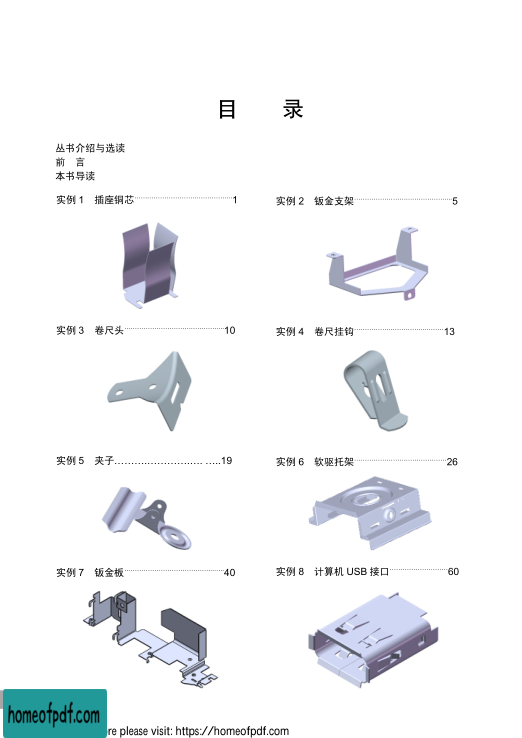 目 录
丛书介绍与选读
前 言
本书导读
实例 1 插座铜芯……………………………1
实例 2 钣金支架……………………………5
实例 3 卷尺头……………………………10
实例 4 卷尺挂钩…………………………13
实例 5 夹子…………………………..19
实例 6 软驱托架…………………………26
实例 7 钣金板……………………………40
实例 8 计算机 USB 接口…………………60
homeofpdf.com
please visit: https://homeofpdf.com